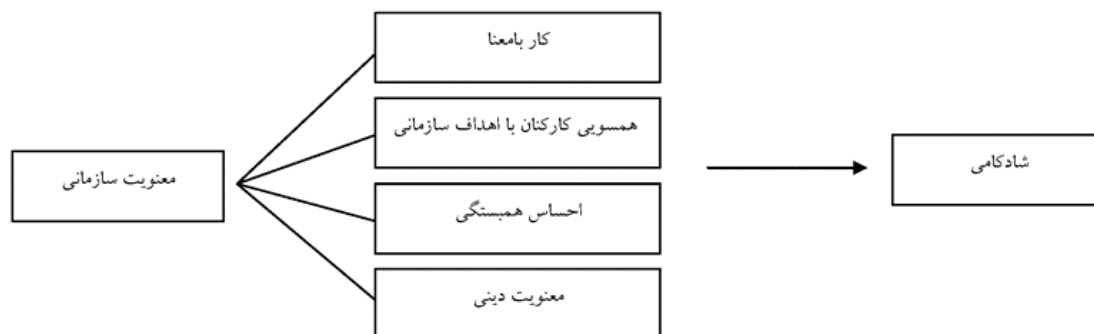 معنویت سازمانی
کار بامعنا
همسویی کارکنان با اهداف سازمانی
احساس همبستگی
معنویت دینی
شادکامی